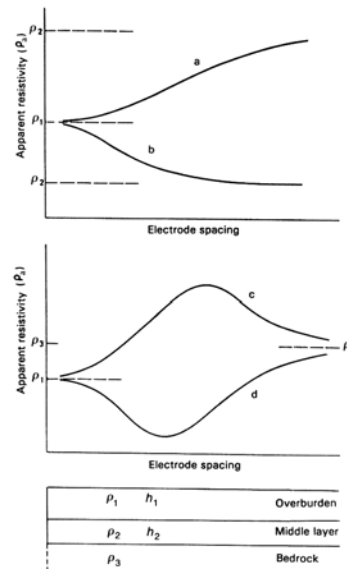 ρ₂
a
Apparent resistivity (ρₐ)
ρ₁
b
ρ₂
Electrode spacing
Apparent resistivity (ρₐ)
c
ρ₃
ρ₁
d
Electrode spacing
ρ₁ h₁ Overburden
ρ₂ h₂ Middle layer
ρ₃ Bedrock